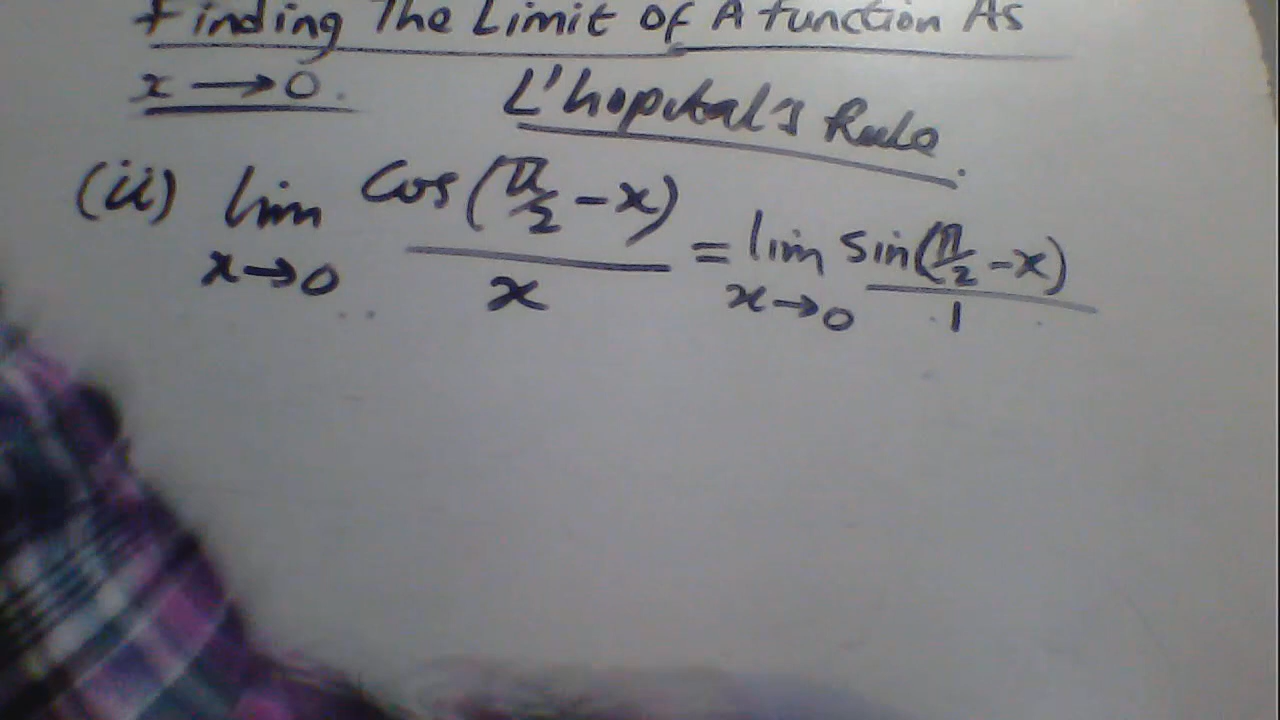 Finding The Limit Of A function As
x → 0.
L'hopital's Rule.
(ii) lim x→0 cos(π/2 - x) / x = lim x→0 sin(π/2 - x) / 1